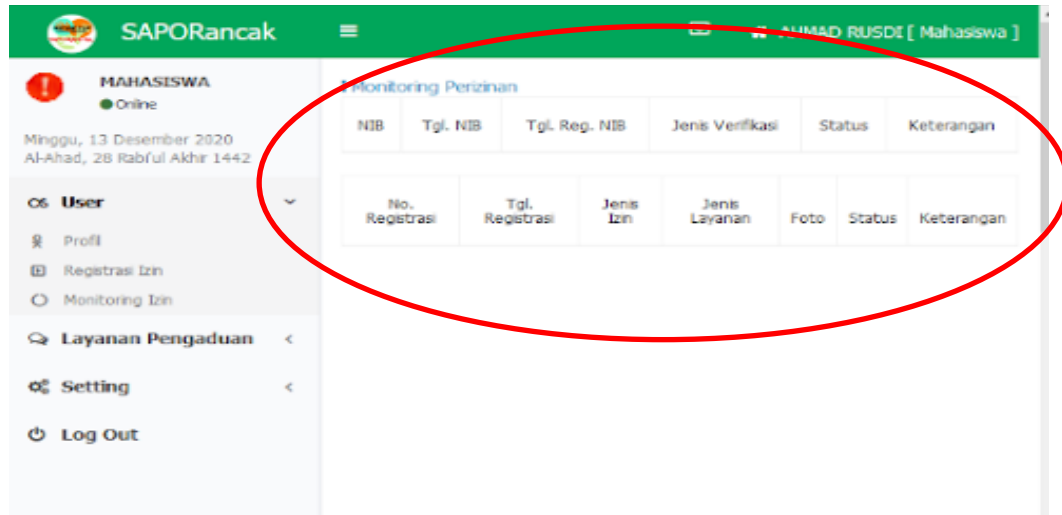 SAPORancak
AHMAD RUSDI [ Mahasiswa ]
MAHASISWA
Online
Minggu, 13 Desember 2020
Al-Ahad, 28 Rabi'ul Akhir 1442
User
Profil
Registrasi Izin
Monitoring Izin
Layanan Pengaduan
Setting
Log Out
Monitoring Perizinan
NIB Tgl. NIB Tgl. Reg. NIB Jenis Verifikasi Status Keterangan
No. Registrasi Tgl. Registrasi Jenis Izin Jenis Layanan Foto Status Keterangan